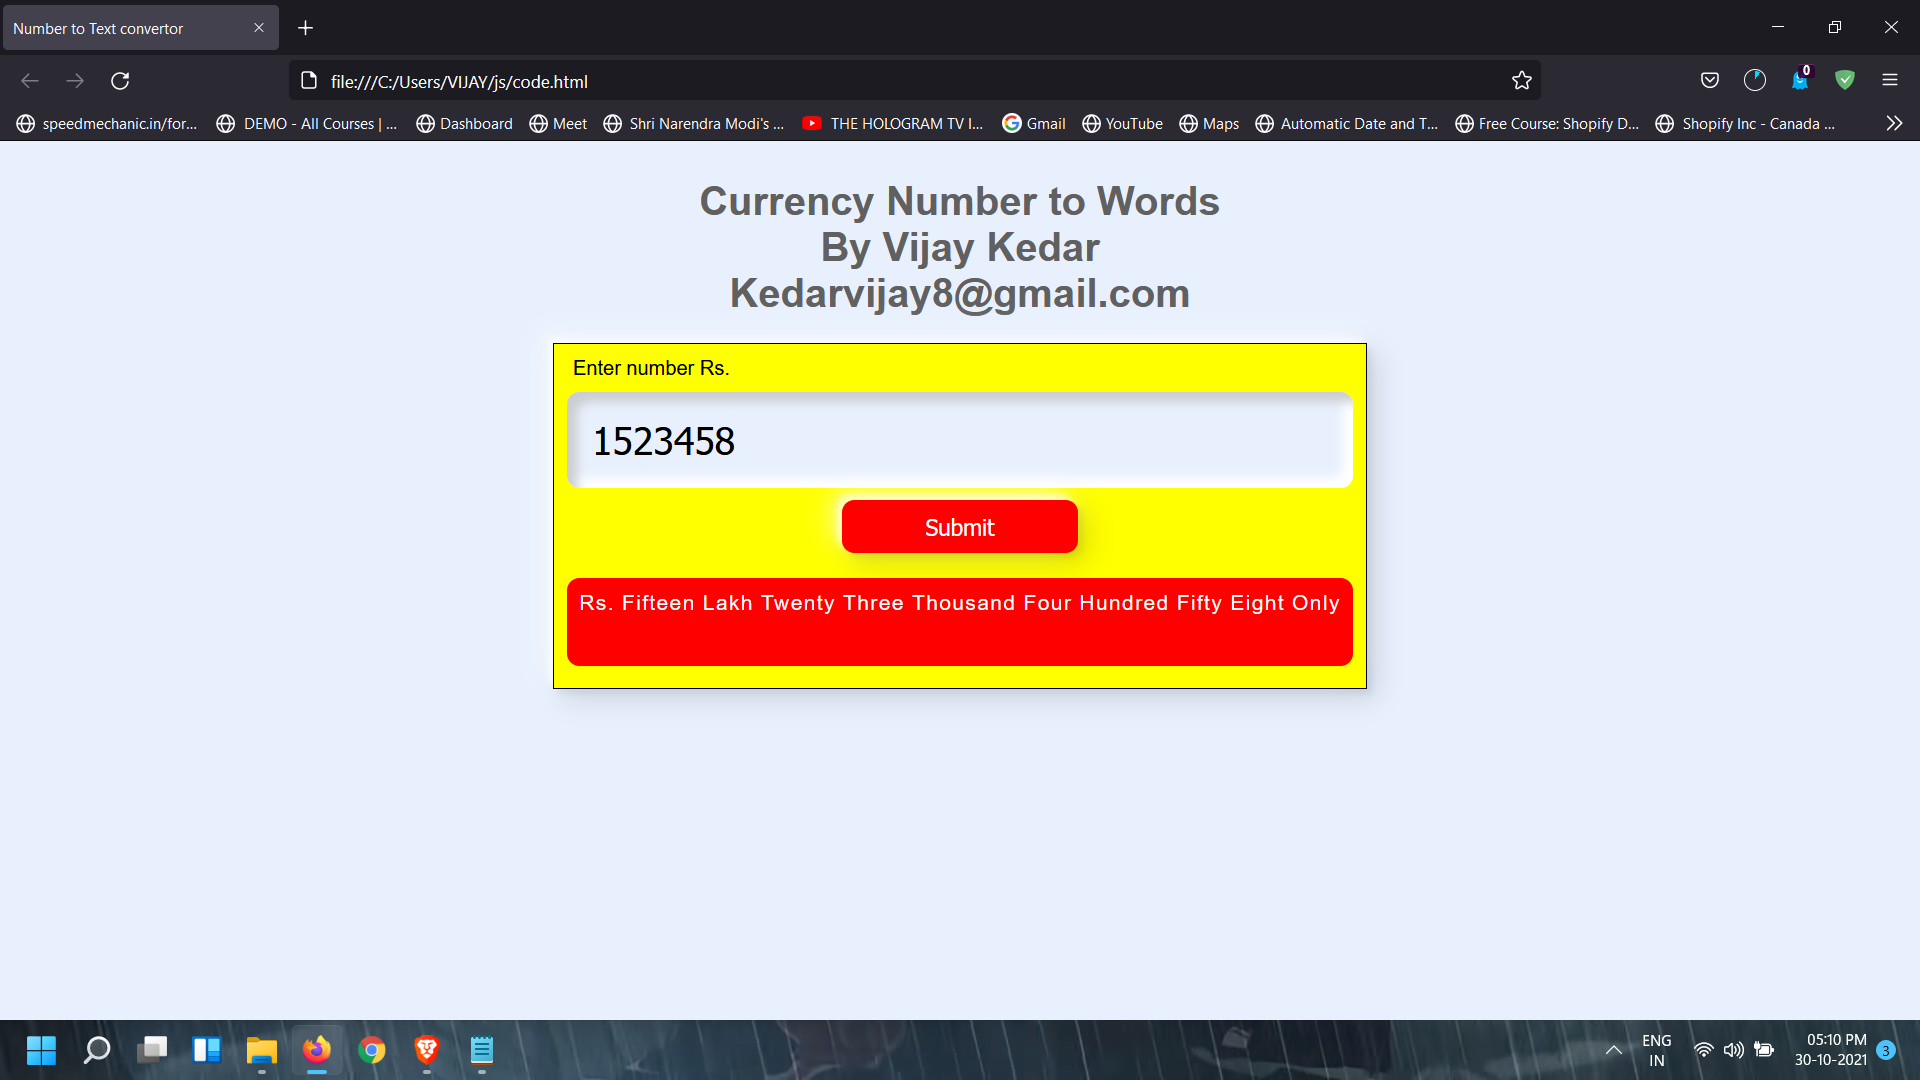 Number to Text convertor
file:///C:/Users/VIJAY/js/code.html
0
speedmechanic.in/for...
DEMO - All Courses | ...
Dashboard
Meet
Shri Narendra Modi's ...
THE HOLOGRAM TV I...
Gmail
YouTube
Maps
Automatic Date and T...
Free Course: Shopify D...
Shopify Inc - Canada ...
Currency Number to Words
By Vijay Kedar
Kedarvijay8@gmail.com
Enter number Rs.
1523458
Submit
Rs. Fifteen Lakh Twenty Three Thousand Four Hundred Fifty Eight Only
ENG
IN
05:10 PM
30-10-2021
3